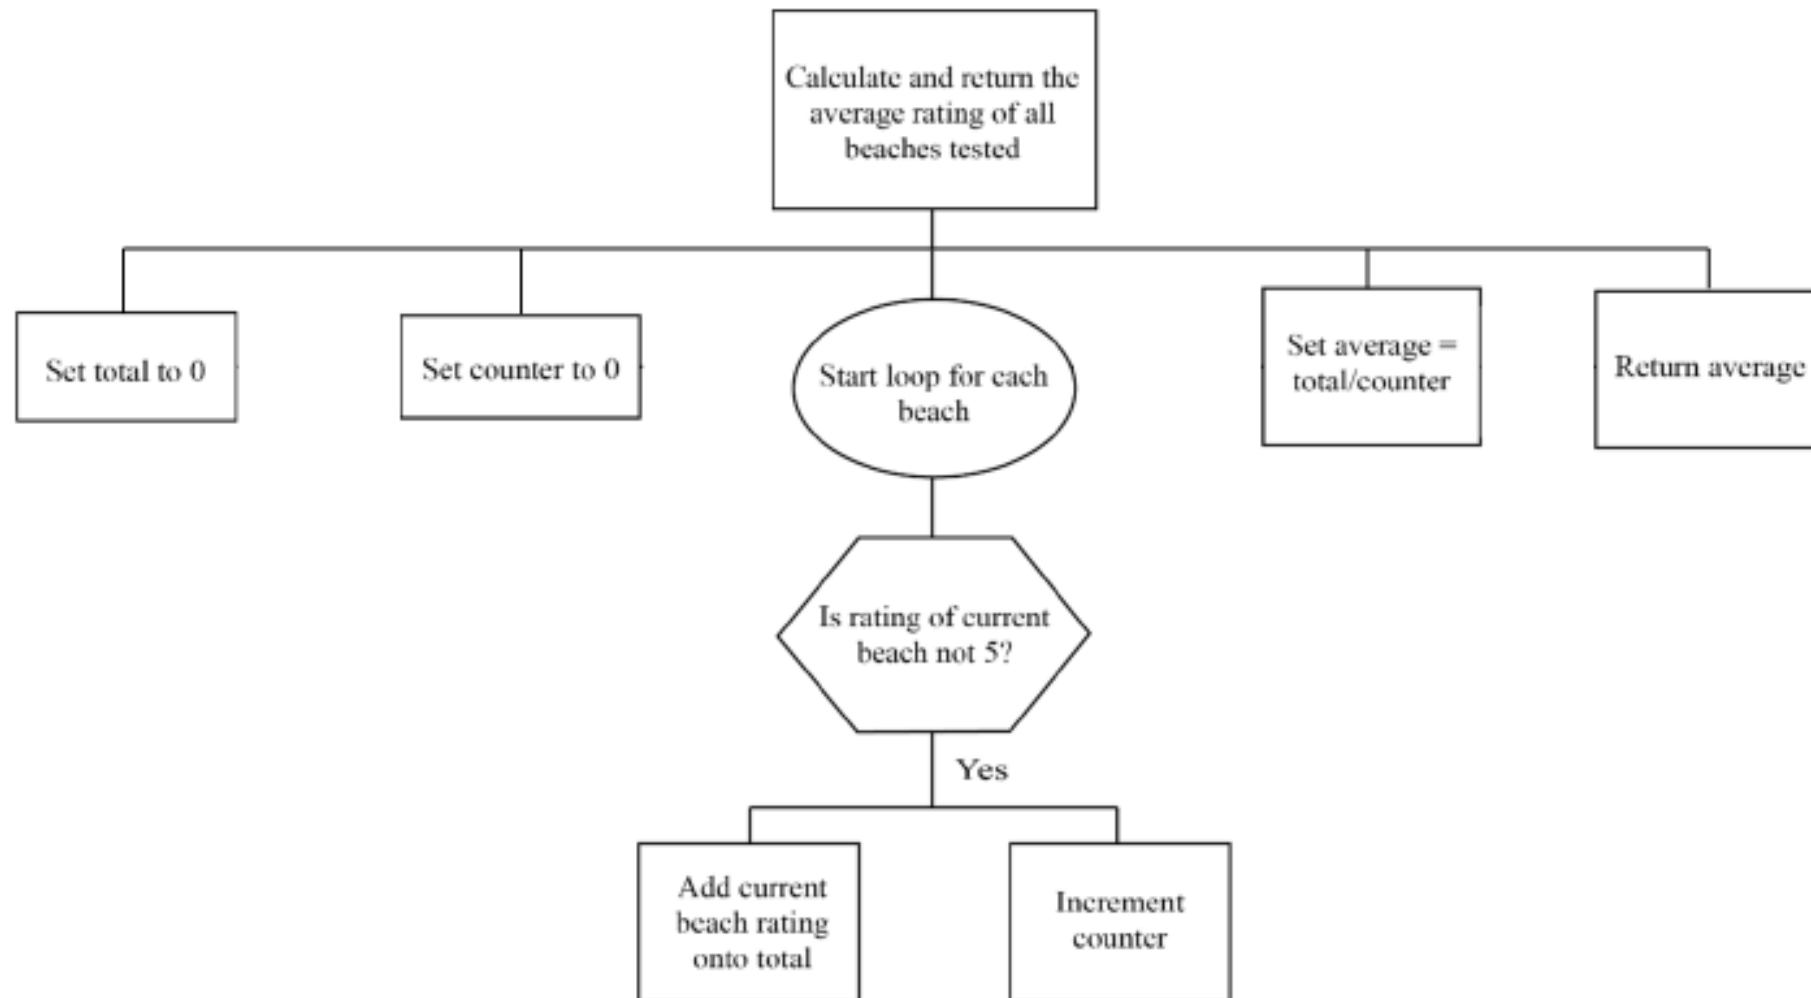 Calculate and return the
average rating of all
beaches tested
Set total to 0
Set counter to 0
Start loop for each
beach
Set average =
total/counter
Return average
Is rating of current
beach not 5?
Yes
Add current
beach rating
onto total
Increment
counter